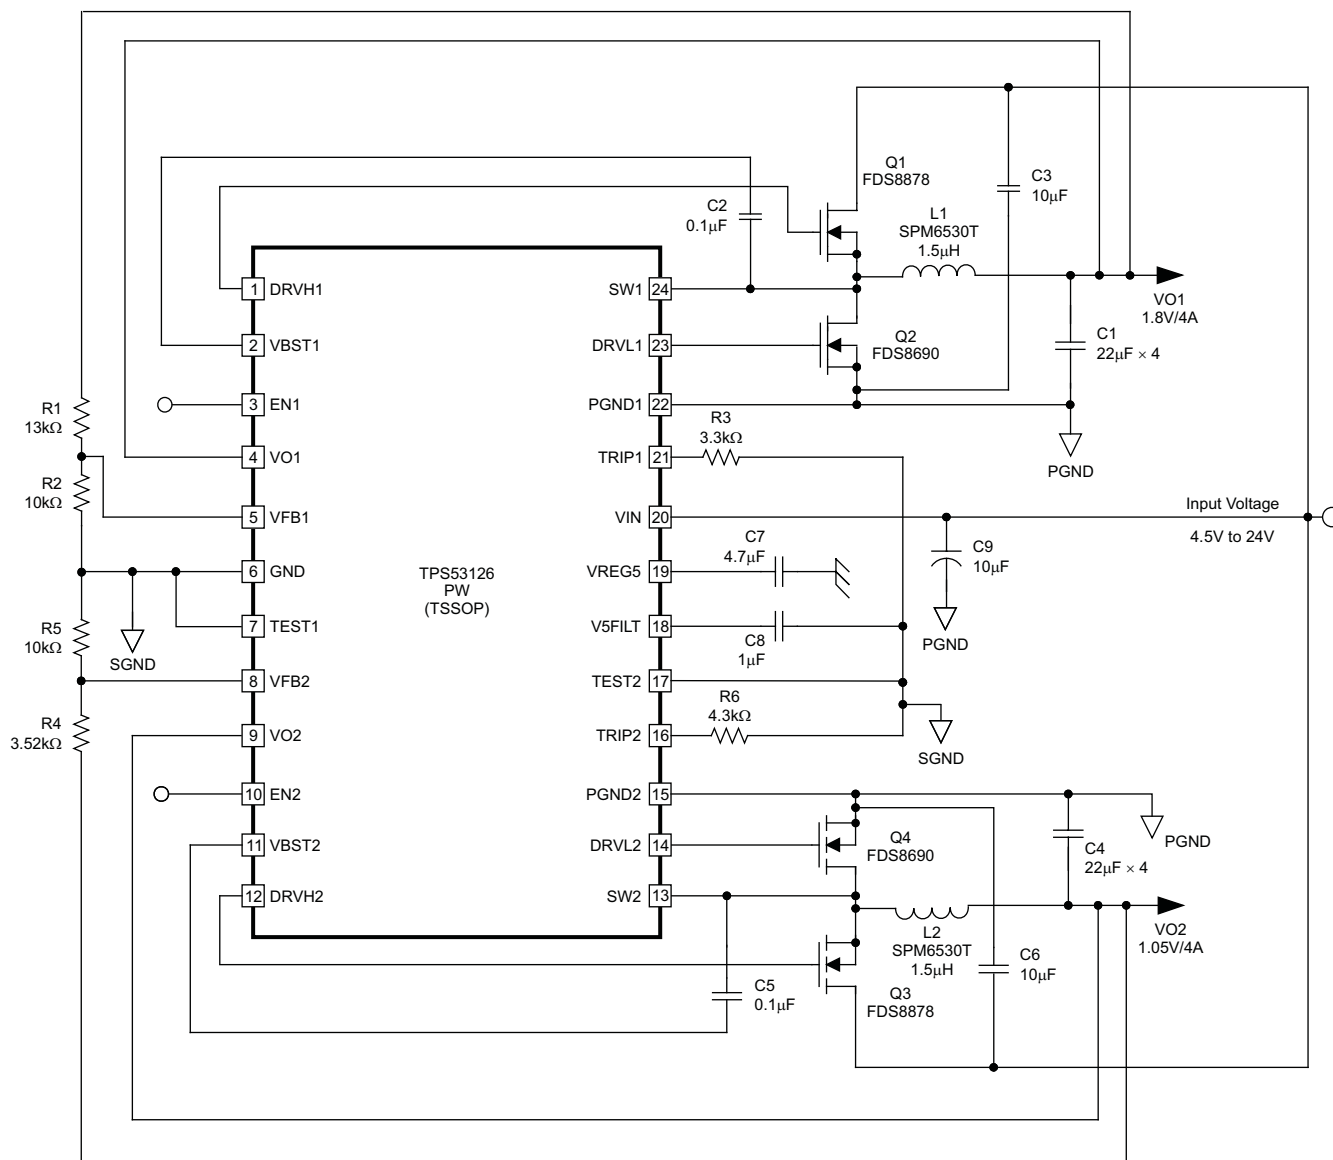 Q1
FDS8878
C3
10μF
C2
0.1μF
L1
SPM6530T
1.5μH
1 DRVH1
SW1 24
VO1
1.8V/4A
2 VBST1
DRVL1 23
Q2
FDS8690
C1
22μF × 4
R1
13kΩ
3 EN1
PGND1 22
R3
3.3kΩ
4 VO1
TRIP1 21
PGND
R2
10kΩ
Input Voltage
4.5V to 24V
5 VFB1
VIN 20
C7
4.7μF
C9
10μF
6 GND
TPS53126
PW
(TSSOP)
VREG5 19
R5
10kΩ
SGND
7 TEST1
V5FILT 18
C8
1μF
PGND
8 VFB2
TEST2 17
R6
4.3kΩ
R4
3.52kΩ
9 VO2
TRIP2 16
SGND
10 EN2
PGND2 15
PGND
11 VBST2
DRVL2 14
Q4
FDS8690
C4
22μF × 4
12 DRVH2
SW2 13
L2
SPM6530T
1.5μH
VO2
1.05V/4A
C6
10μF
C5
0.1μF
Q3
FDS8878